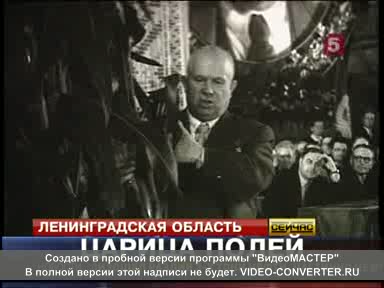 5
ЛЕНИНГРАДСКАЯ ОБЛАСТЬ
СЕЙЧАС
ЦАРИЦА ПОЛЕЙ
Создано в пробной версии программы "ВидеоМАСТЕР"
В полной версии этой надписи не будет. VIDEO-CONVERTER.RU